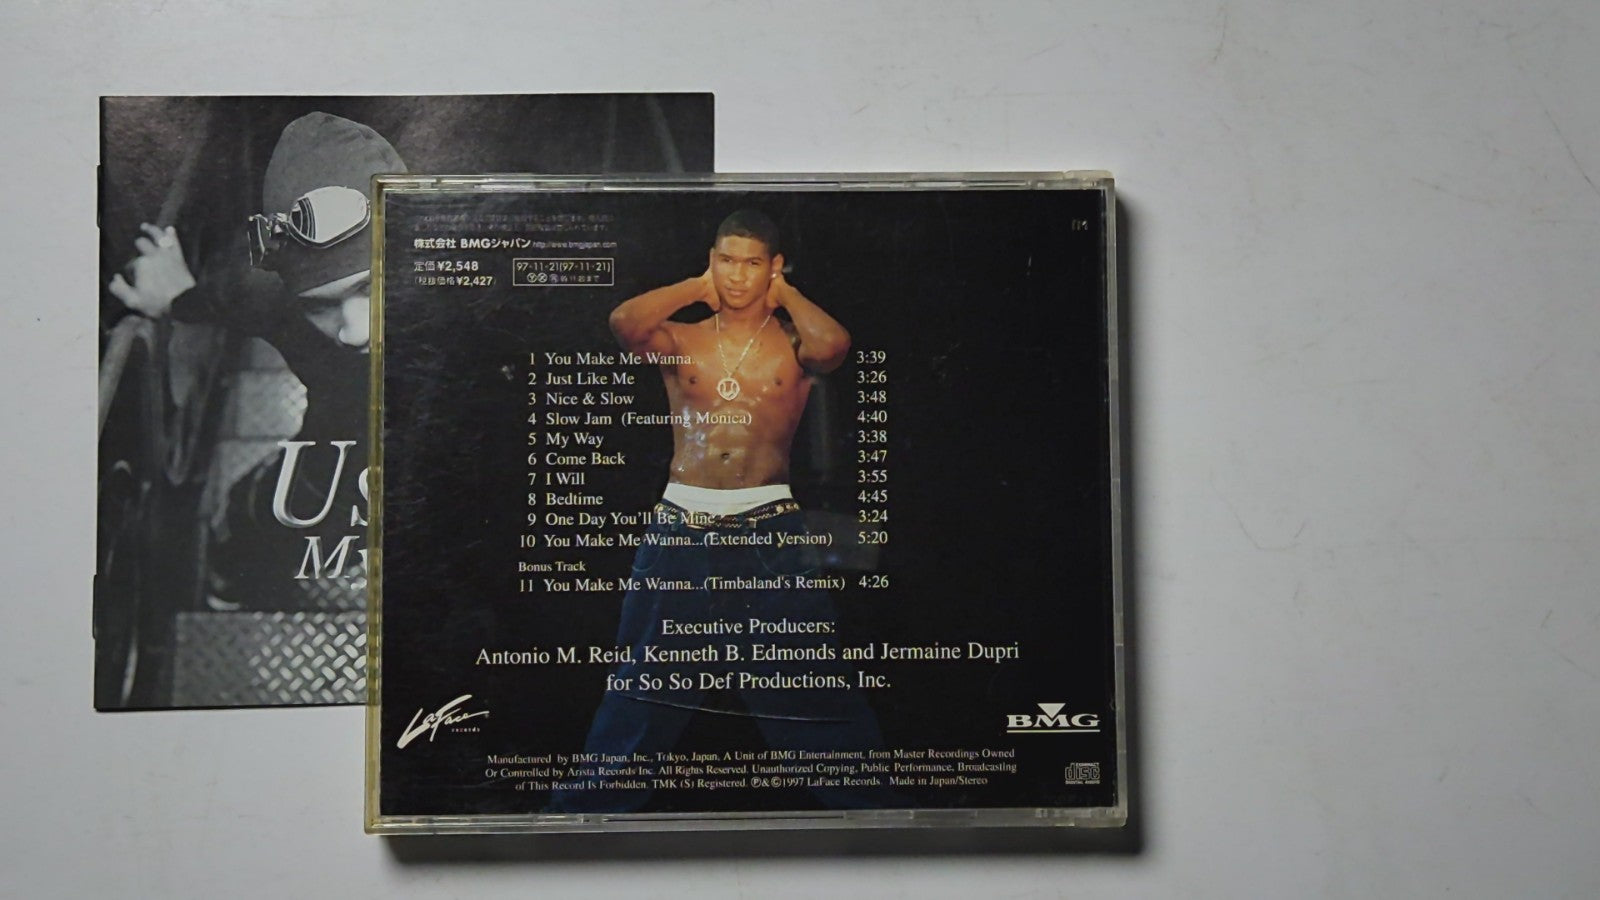 株式会社 BMGジャパン http://www.bmgjapan.com
定価¥2,548
(税抜価格¥2,427)
97・11・21(97・11・21)
Us
My
1 You Make Me Wanna...
3:39
2 Just Like Me
3:26
3 Nice & Slow
3:48
4 Slow Jam (Featuring Monica)
4:40
5 My Way
3:38
6 Come Back
3:47
7 I Will
3:55
8 Bedtime
4:45
9 One Day You'll Be Mine
3:24
10 You Make Me Wanna...(Extended Version)
5:20
Bonus Track
11 You Make Me Wanna...(Timbaland's Remix)
4:26
Executive Producers:
Antonio M. Reid, Kenneth B. Edmonds and Jermaine Dupri
for So So Def Productions, Inc.
LaFace
records
BMG
Manufactured by BMG Japan, Inc., Tokyo, Japan, A Unit of BMG Entertainment, from Master Recordings Owned
Or Controlled by Arista Records Inc. All Rights Reserved. Unauthorized Copying, Public Performance, Broadcasting
of This Record Is Forbidden. TMK (S) Registered. ℗&©1997 LaFace Records. Made in Japan/Stereo
COMPACT
disc
DIGITAL AUDIO